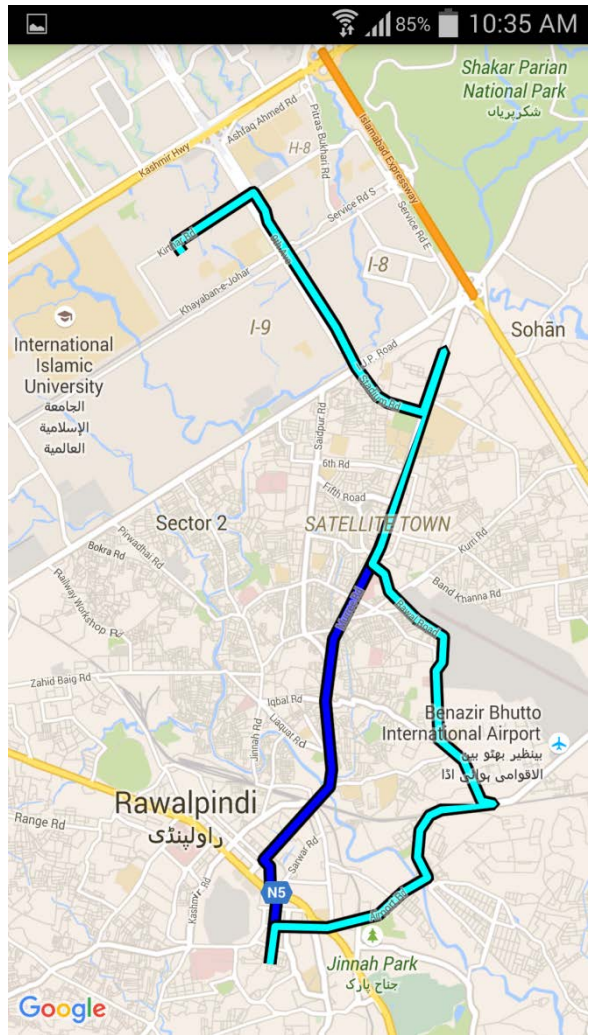 85% 10:35 AM
Shakar Parian
National Park
شکرپریاں
Kashmir Hwy
Ashfaq Ahmed Rd
Pitras Bukhari Rd
H-8
Islamabad Expressway
Service Rd S
Service Rd E
Khayaban-e-Johar
I-8
I-9
Sohān
International
Islamic
University
الجامعة
الإسلامية
العالمية
Stadium Rd
Saidpur Rd
6th Rd
Fifth Road
Sector 2
SATELLITE TOWN
Pirwadhai Rd
Bokra Rd
Kurri Rd
Railway Workshop Rd
Band Khanna Rd
Rawal Road
Zahid Baig Rd
Iqbal Rd
Liaquat Rd
Jinnah Rd
Benazir Bhutto
International Airport
بینظیر بھٹو بین
الاقوامی ہوائی اڈا
Rawalpindi
راولپنڈی
Range Rd
Sarwar Rd
Kashmir Rd
N5
Airport Rd
Jinnah Park
جناح پارک
Google